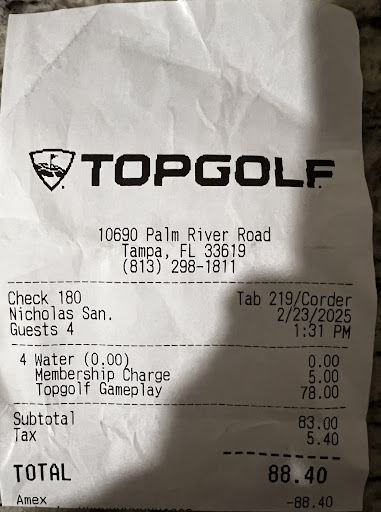 TOPGOLF
10690 Palm River Road
Tampa, FL 33619
(813) 298-1811
Check 180 Tab 219/Corder
Nicholas San. 2/23/2025
Guests 4 1:31 PM
4 Water (0.00) 0.00
Membership Charge 5.00
Topgolf Gameplay 78.00
Subtotal 83.00
Tax 5.40
TOTAL 88.40
Amex -88.40